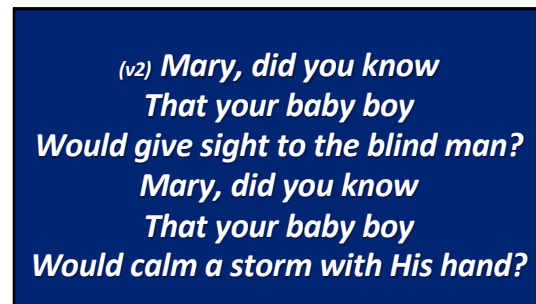 (v2) Mary, did you know
That your baby boy
Would give sight to the blind man?
Mary, did you know
That your baby boy
Would calm a storm with His hand?